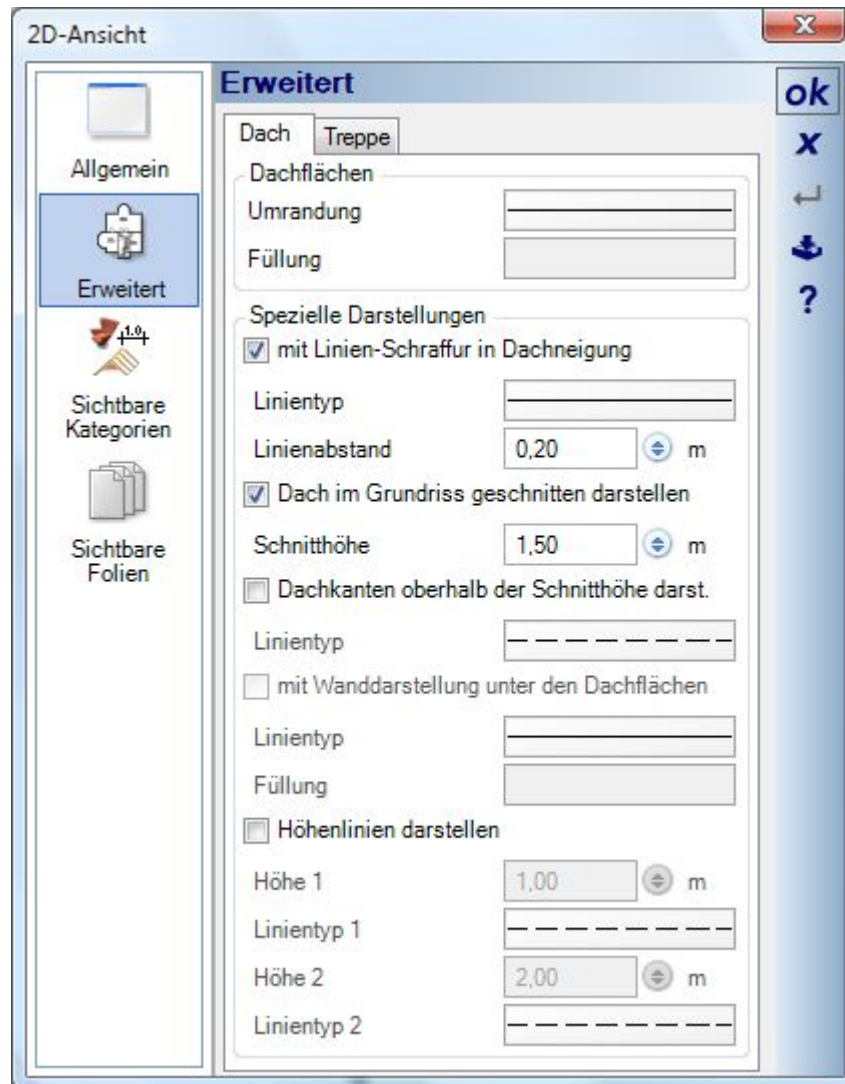 2D-Ansicht
Allgemein
Erweitert
Sichtbare
Kategorien
Sichtbare
Folien
1.0
Erweitert
Dach Treppe
Dachflächen
Umrandung
Füllung
Spezielle Darstellungen
mit Linien-Schraffur in Dachneigung
Linientyp
Linienabstand 0,20 m
Dach im Grundriss geschnitten darstellen
Schnitthöhe 1,50 m
Dachkanten oberhalb der Schnitthöhe darst.
Linientyp
mit Wanddarstellung unter den Dachflächen
Linientyp
Füllung
Höhenlinien darstellen
Höhe 1 1,00 m
Linientyp 1
Höhe 2 2,00 m
Linientyp 2
ok
x
?